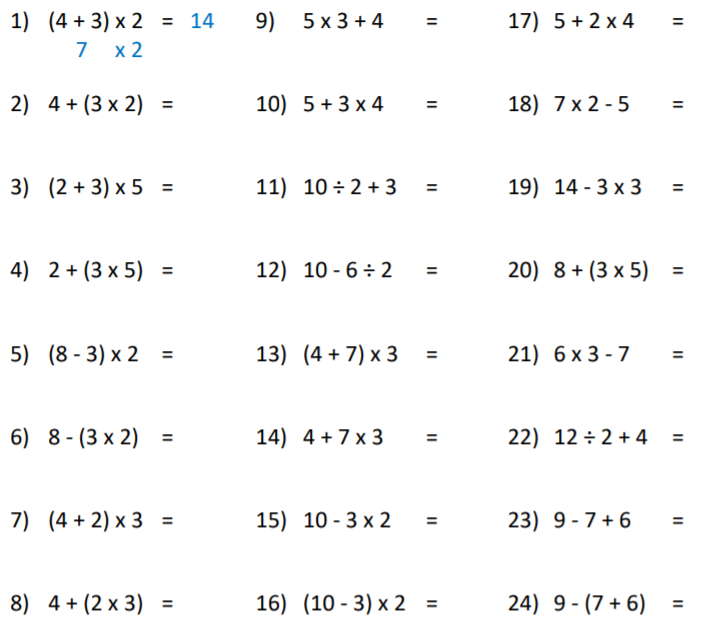 1) (4 + 3) x 2 = 14
7 x 2
2) 4 + (3 x 2) =
3) (2 + 3) x 5 =
4) 2 + (3 x 5) =
5) (8 - 3) x 2 =
6) 8 - (3 x 2) =
7) (4 + 2) x 3 =
8) 4 + (2 x 3) =
9) 5 x 3 + 4 =
10) 5 + 3 x 4 =
11) 10 ÷ 2 + 3 =
12) 10 - 6 ÷ 2 =
13) (4 + 7) x 3 =
14) 4 + 7 x 3 =
15) 10 - 3 x 2 =
16) (10 - 3) x 2 =
17) 5 + 2 x 4 =
18) 7 x 2 - 5 =
19) 14 - 3 x 3 =
20) 8 + (3 x 5) =
21) 6 x 3 - 7 =
22) 12 ÷ 2 + 4 =
23) 9 - 7 + 6 =
24) 9 - (7 + 6) =